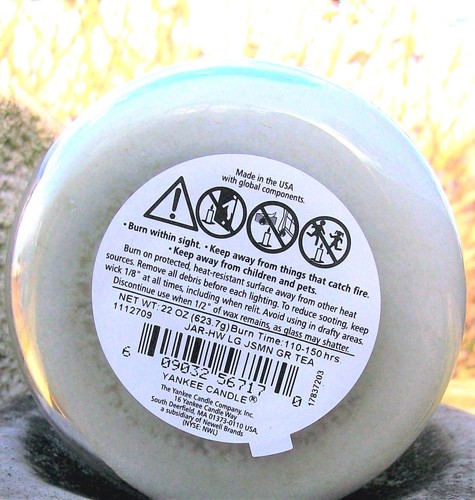 Made in the USA
with global components.
• Burn within sight. • Keep away from things that catch fire.
• Keep away from children and pets.
Burn on protected, heat-resistant surface away from other heat
sources. Remove all debris before each lighting. To reduce sooting, keep
wick 1/8" at all times, including when relit. Avoid using in drafty areas.
Discontinue use when 1/2" of wax remains, as glass may shatter.
NET WT: 22 OZ (623.7g) Burn Time: 110-150 hrs.
1112709 JAR-HW LG JSMN GR TEA
6 09032 56717 0
17837203
YANKEE CANDLE®
The Yankee Candle Company, Inc.
16 Yankee Candle Way
South Deerfield, MA 01373-0110 USA,
a subsidiary of Newell Brands
(NYSE: NWL)